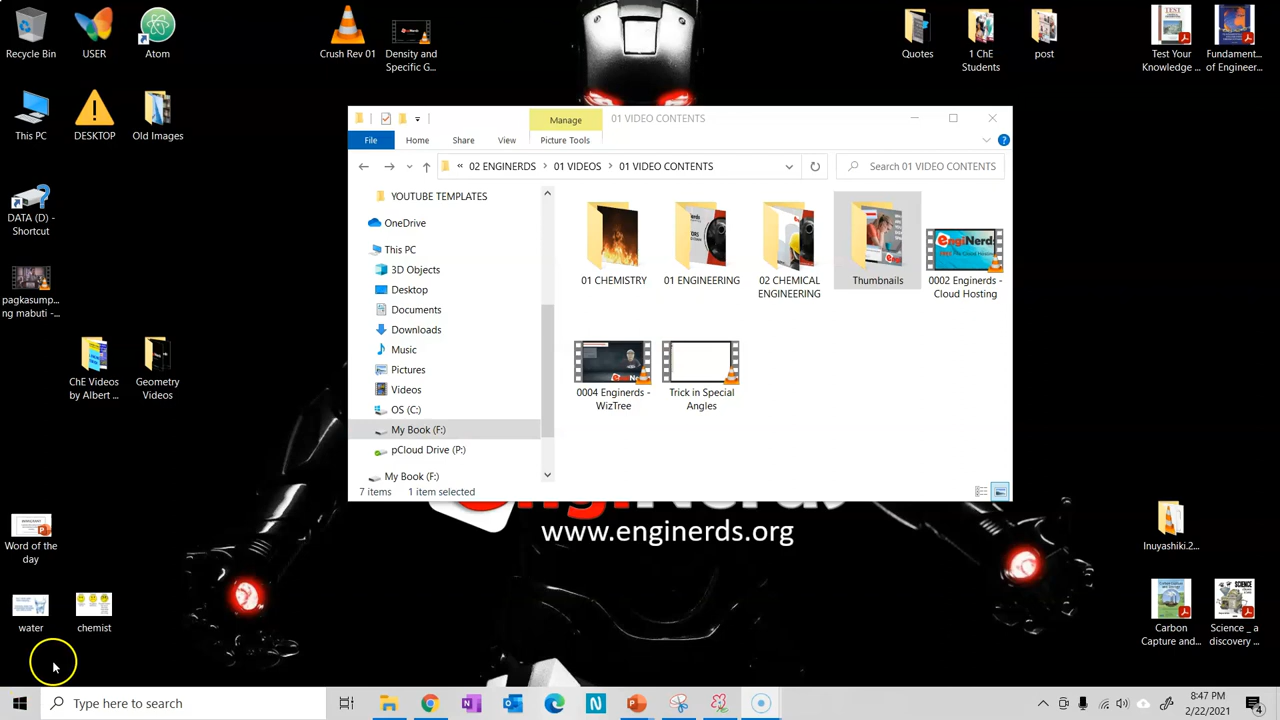 Recycle Bin
USER
Atom
Crush Rev 01
Density and
Specific G...
Quotes
1 ChE
Students
post
TEST
Test Your
Knowledge ...
Fundament...
of Engineer...
This PC
DESKTOP
Old Images
DATA (D) -
Shortcut
pagkasump...
ng mabuti -...
ChE Videos
by Albert ...
Geometry
Videos
Manage
01 VIDEO CONTENTS
File
Home
Share
View
Picture Tools
« 02 ENGINERDS > 01 VIDEOS > 01 VIDEO CONTENTS
Search 01 VIDEO CONTENTS
YOUTUBE TEMPLATES
OneDrive
This PC
3D Objects
Desktop
Documents
Downloads
Music
Pictures
Videos
OS (C:)
My Book (F:)
pCloud Drive (P:)
My Book (F:)
01 CHEMISTRY
01 ENGINEERING
02 CHEMICAL
ENGINEERING
Thumbnails
engiNerds
0002 Enginerds -
Cloud Hosting
0004 Enginerds -
WizTree
Trick in Special
Angles
7 items
1 item selected
www.enginerds.org
Word of the
day
water
chemist
Inuyashiki.2...
Carbon
Capture and...
SCIENCE
Science _ a
discovery ...
Type here to search
8:47 PM
2/22/2021
4